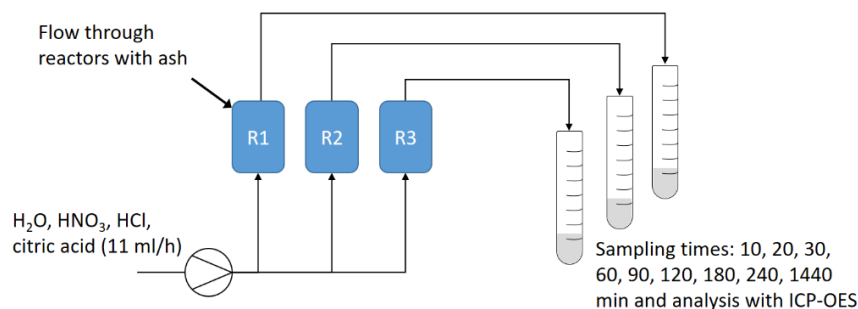 Flow through
reactors with ash
R1
R2
R3
H₂O, HNO₃, HCl,
citric acid (11 ml/h)
Sampling times: 10, 20, 30,
60, 90, 120, 180, 240, 1440
min and analysis with ICP-OES